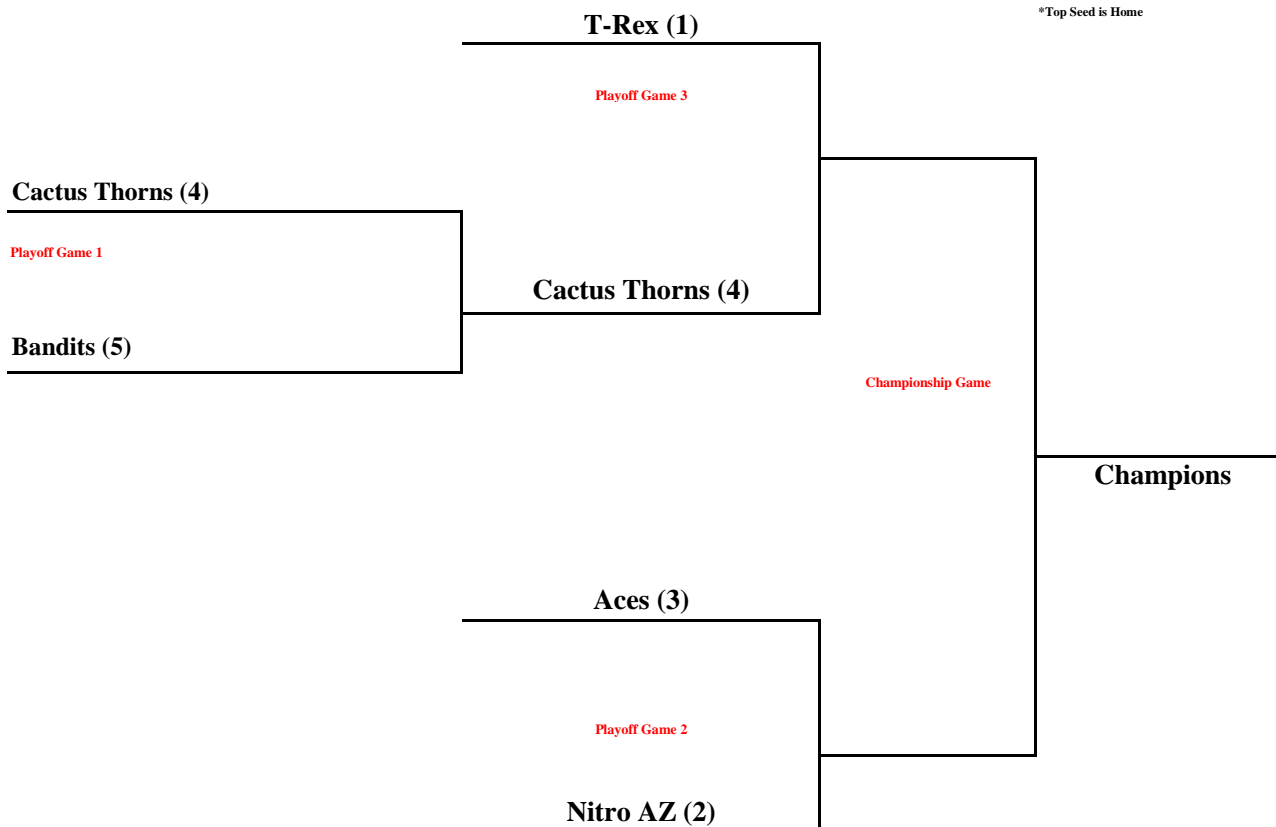 *Top Seed is Home
T-Rex (1)
Playoff Game 3
Cactus Thorns (4)
Playoff Game 1
Cactus Thorns (4)
Bandits (5)
Championship Game
Champions
Aces (3)
Playoff Game 2
Nitro AZ (2)